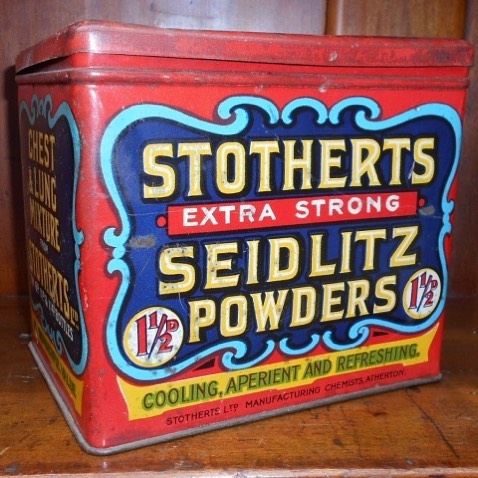 STOTHERTS
EXTRA STRONG
SEIDLITZ
POWDERS
1½D
1½D
COOLING, APERIENT AND REFRESHING.
STOTHERTS LTD MANUFACTURING CHEMISTS, ATHERTON.
CHEST
& LUNG
MIXTURE
STOTHERTS LTD